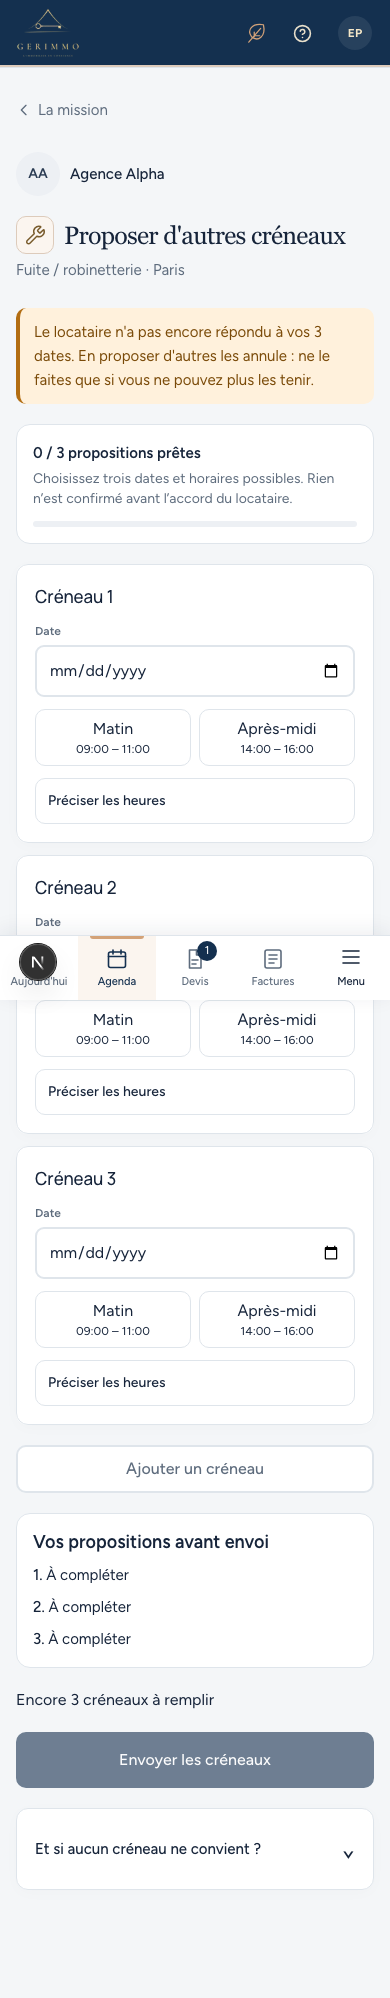 GERIMMO
EP
La mission
AA
Agence Alpha
Proposer d'autres créneaux
Fuite / robinetterie · Paris
Le locataire n'a pas encore répondu à vos 3
dates. En proposer d'autres les annule : ne le
faites que si vous ne pouvez plus les tenir.
0 / 3 propositions prêtes
Choisissez trois dates et horaires possibles. Rien
n'est confirmé avant l'accord du locataire.
Créneau 1
Date
mm/dd/yyyy
Matin
09:00 – 11:00
Après-midi
14:00 – 16:00
Préciser les heures
Créneau 2
Date
N
Aujourd'hui
Agenda
1
Devis
Factures
Menu
Matin
09:00 – 11:00
Après-midi
14:00 – 16:00
Préciser les heures
Créneau 3
Date
mm/dd/yyyy
Matin
09:00 – 11:00
Après-midi
14:00 – 16:00
Préciser les heures
Ajouter un créneau
Vos propositions avant envoi
1. À compléter
2. À compléter
3. À compléter
Encore 3 créneaux à remplir
Envoyer les créneaux
Et si aucun créneau ne convient ?